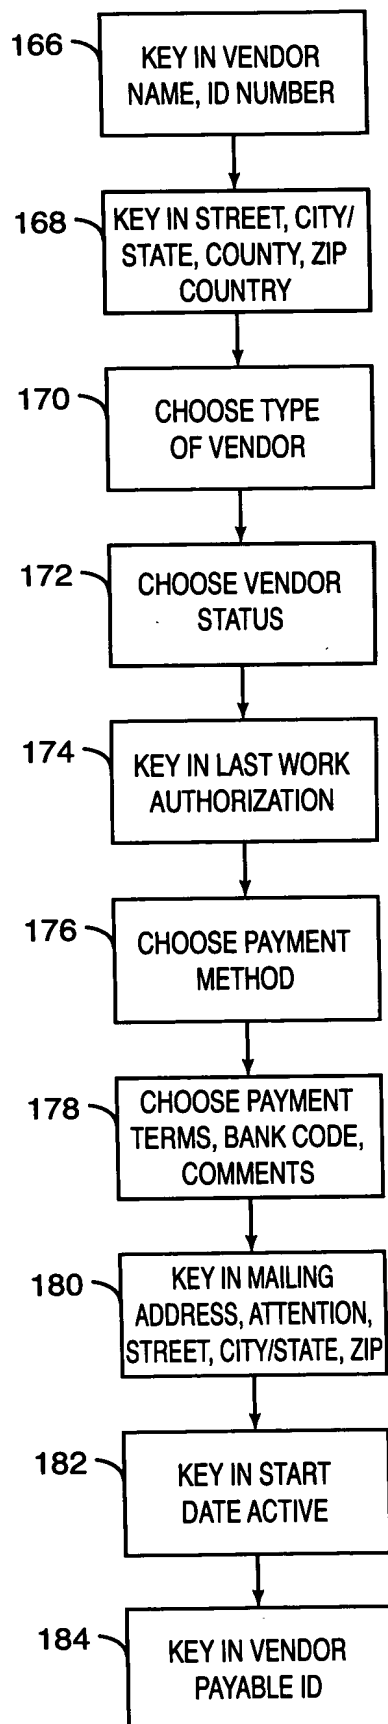 166
KEY IN VENDOR
NAME, ID NUMBER
168
KEY IN STREET, CITY/
STATE, COUNTY, ZIP
COUNTRY
170
CHOOSE TYPE
OF VENDOR
172
CHOOSE VENDOR
STATUS
174
KEY IN LAST WORK
AUTHORIZATION
176
CHOOSE PAYMENT
METHOD
178
CHOOSE PAYMENT
TERMS, BANK CODE,
COMMENTS
180
KEY IN MAILING
ADDRESS, ATTENTION,
STREET, CITY/STATE, ZIP
182
KEY IN START
DATE ACTIVE
184
KEY IN VENDOR
PAYABLE ID